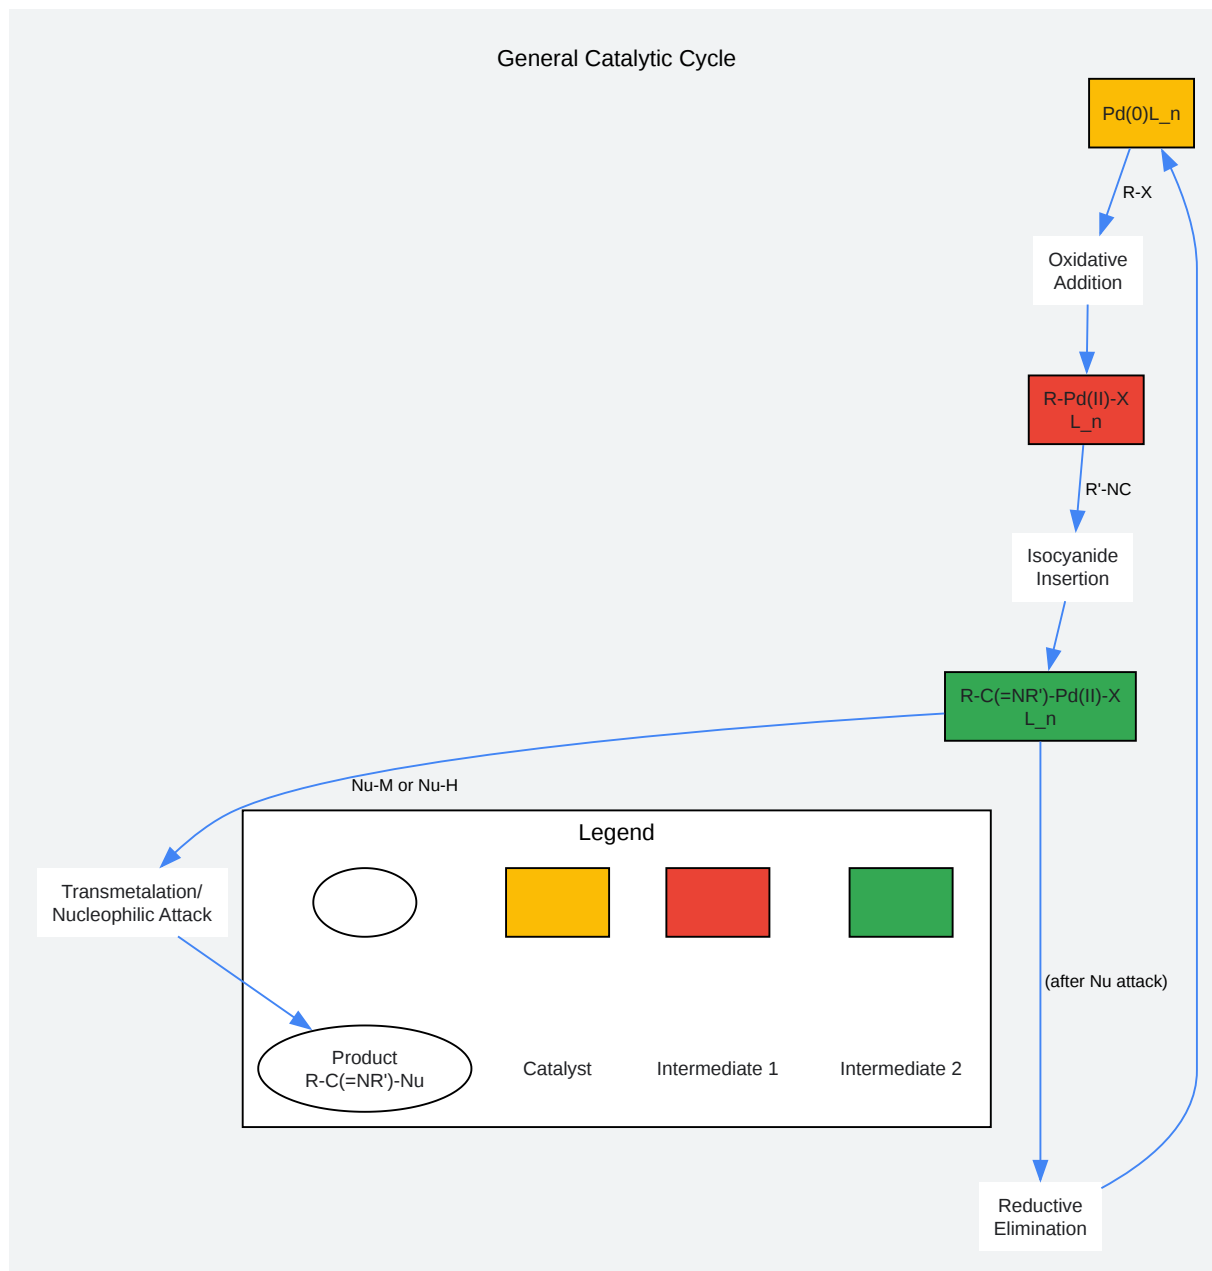 General Catalytic Cycle
Pd(0)L_n
R-X
Oxidative
Addition
R-Pd(II)-X
L_n
R'-NC
Isocyanide
Insertion
R-C(=NR')-Pd(II)-X
L_n
Nu-M or Nu-H
Legend
Transmetalation/
Nucleophilic Attack
(after Nu attack)
Product
R-C(=NR')-Nu
Catalyst
Intermediate 1
Intermediate 2
Reductive
Elimination